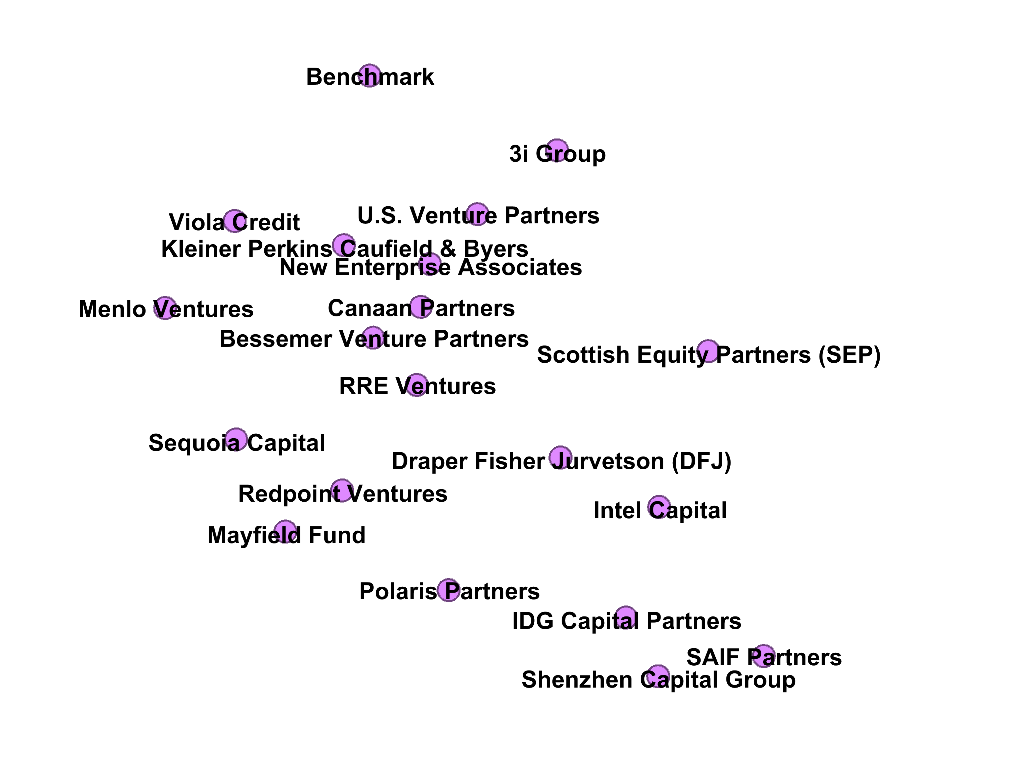 Benchmark
3i Group
U.S. Venture Partners
Viola Credit
Kleiner Perkins Caufield & Byers
New Enterprise Associates
Menlo Ventures
Canaan Partners
Bessemer Venture Partners
Scottish Equity Partners (SEP)
RRE Ventures
Sequoia Capital
Draper Fisher Jurvetson (DFJ)
Redpoint Ventures
Intel Capital
Mayfield Fund
Polaris Partners
IDG Capital Partners
SAIF Partners
Shenzhen Capital Group